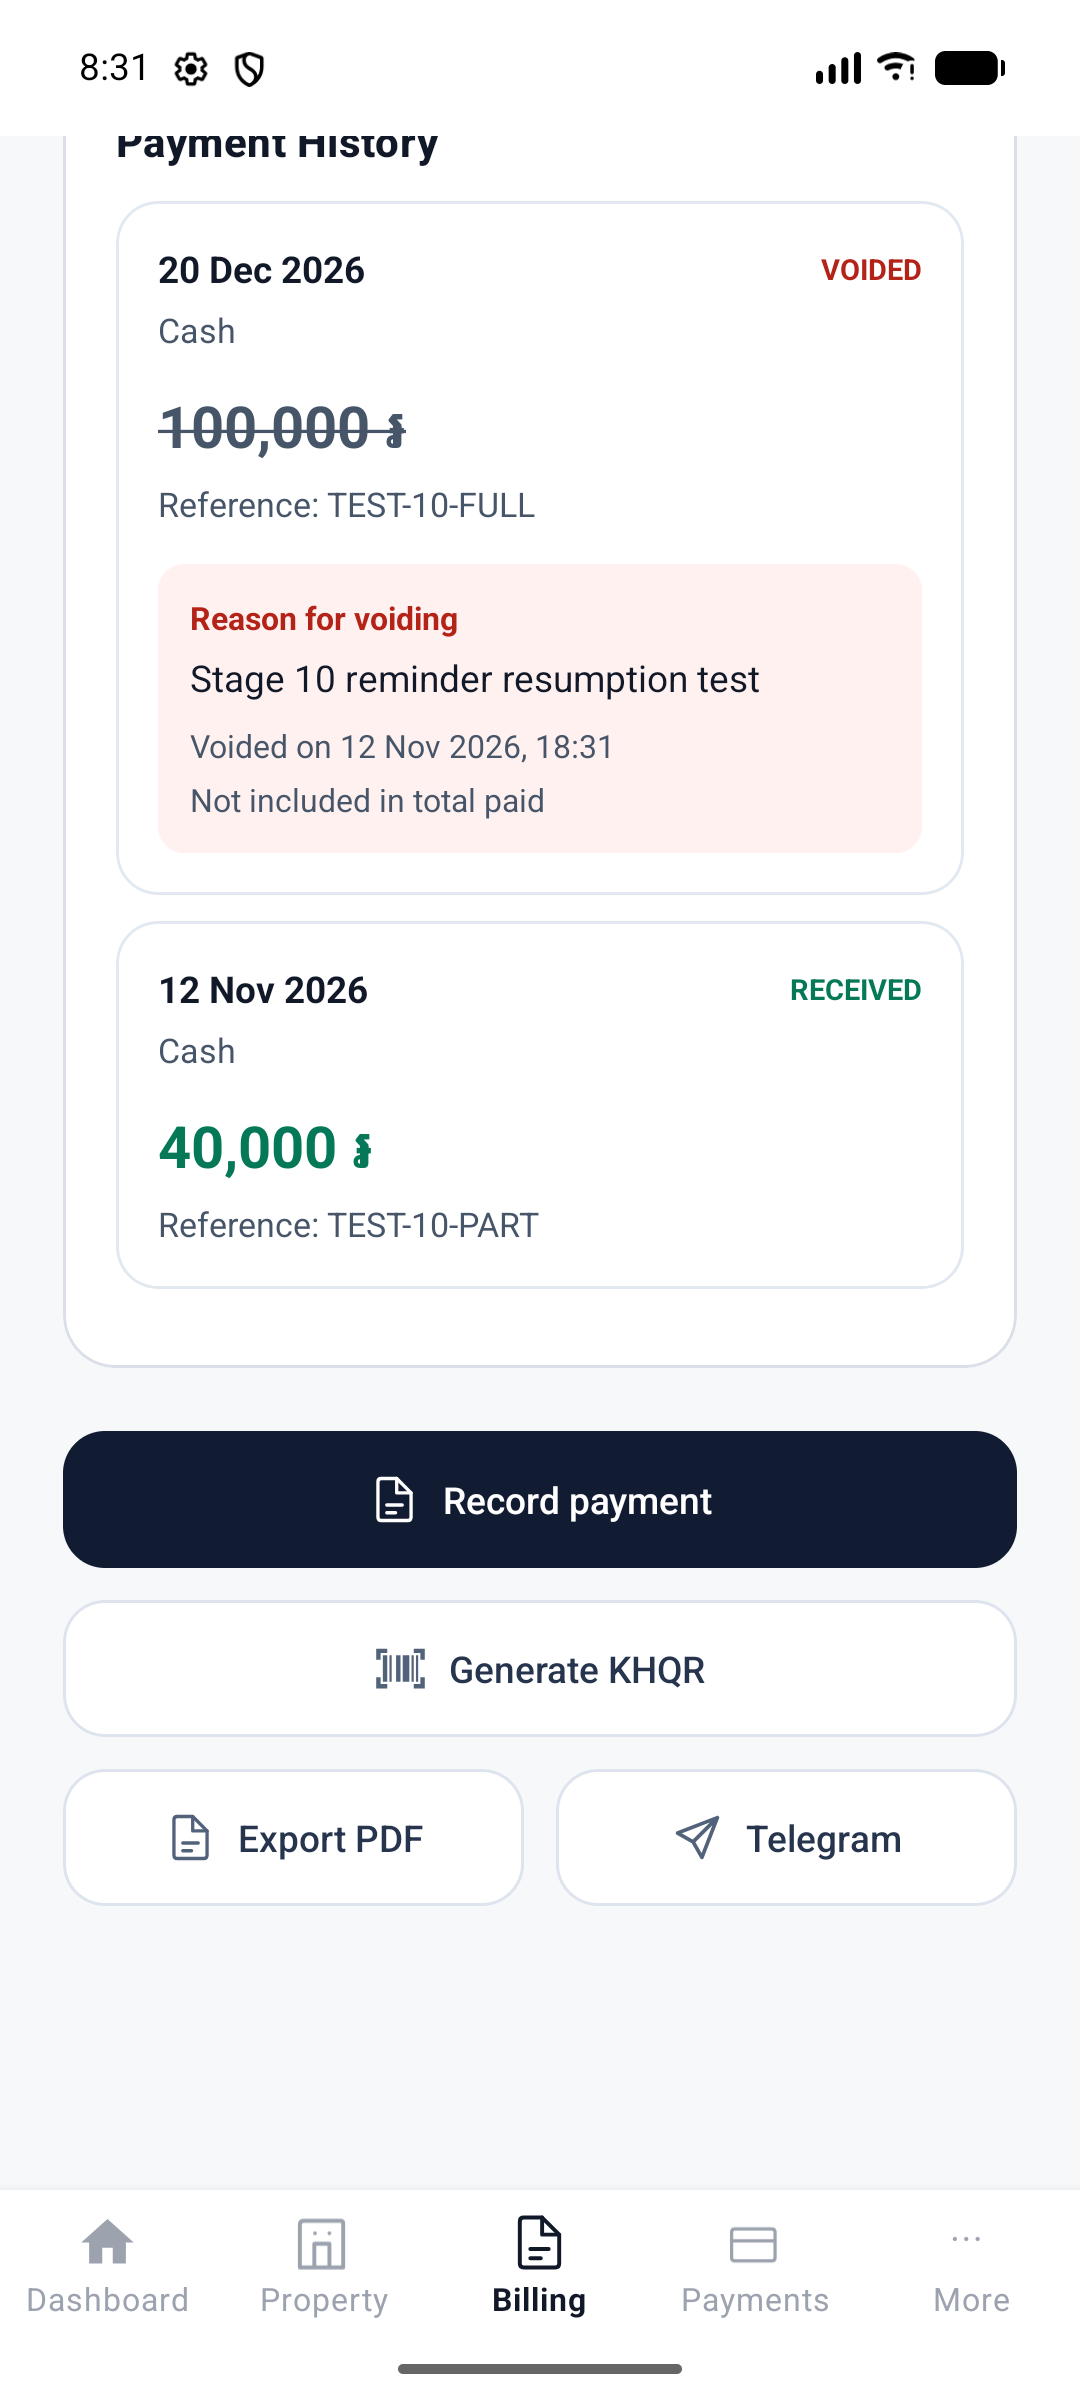 8:31
Payment History
20 Dec 2026
VOIDED
Cash
100,000 ៛
Reference: TEST-10-FULL
Reason for voiding
Stage 10 reminder resumption test
Voided on 12 Nov 2026, 18:31
Not included in total paid
12 Nov 2026
RECEIVED
Cash
40,000 ៛
Reference: TEST-10-PART
Record payment
Generate KHQR
Export PDF
Telegram
Dashboard
Property
Billing
Payments
More